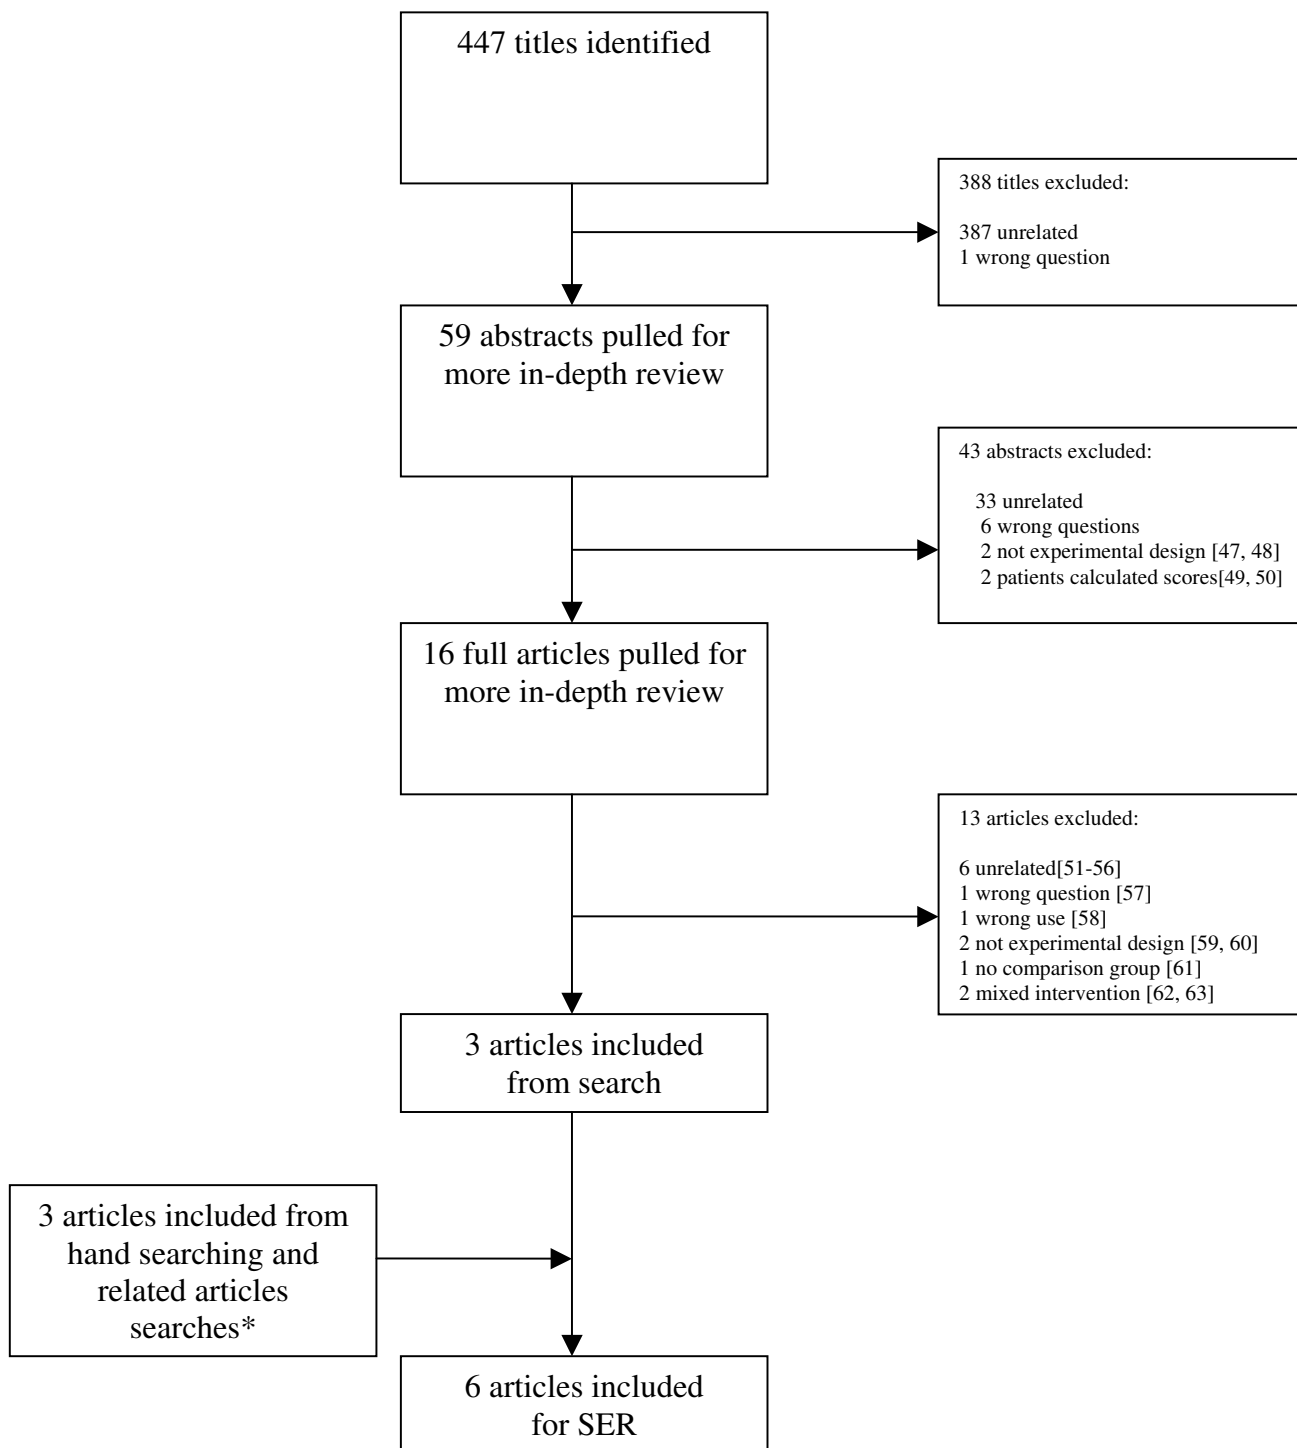 447 titles identified
388 titles excluded:
387 unrelated
1 wrong question
59 abstracts pulled for
more in-depth review
43 abstracts excluded:
33 unrelated
6 wrong questions
2 not experimental design [47, 48]
2 patients calculated scores[49, 50]
16 full articles pulled for
more in-depth review
13 articles excluded:
6 unrelated[51-56]
1 wrong question [57]
1 wrong use [58]
2 not experimental design [59, 60]
1 no comparison group [61]
2 mixed intervention [62, 63]
3 articles included
from search
3 articles included from
hand searching and
related articles
searches*
6 articles included
for SER